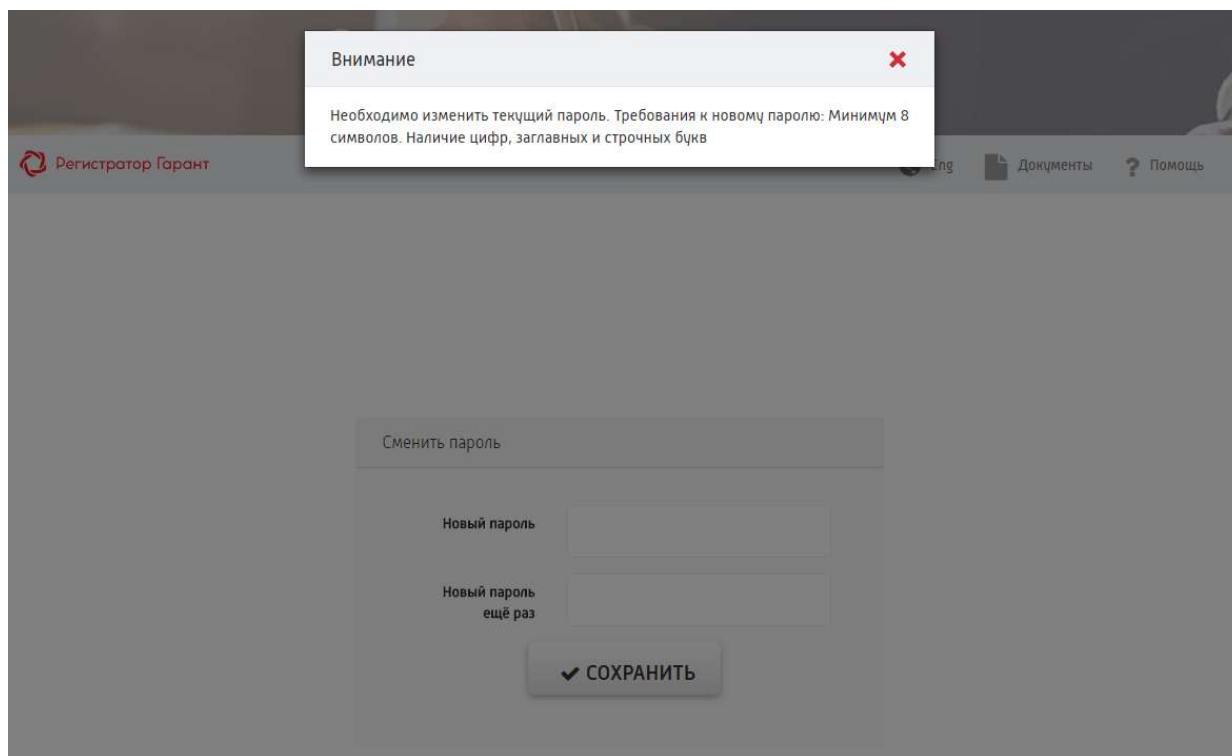 Внимание
Необходимо изменить текущий пароль. Требования к новому паролю: Минимум 8
символов. Наличие цифр, заглавных и строчных букв
Регистратор Гарант
Eng
Документы
? Помощь
Сменить пароль
Новый пароль
Новый пароль
ещё раз
СОХРАНИТЬ